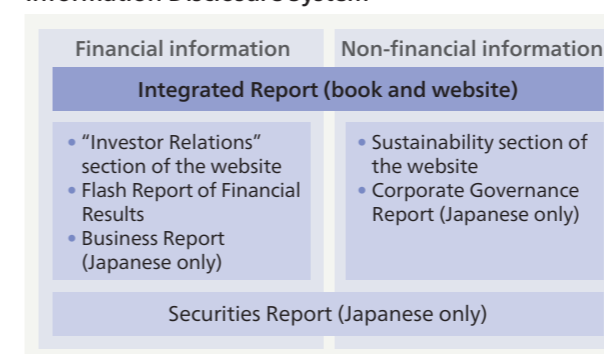 Information Disclosure System
Financial information
Non-financial information
Integrated Report (book and website)
• “Investor Relations”
section of the website
• Flash Report of Financial
Results
• Business Report
(Japanese only)
• Sustainability section of
the website
• Corporate Governance
Report (Japanese only)
Securities Report (Japanese only)